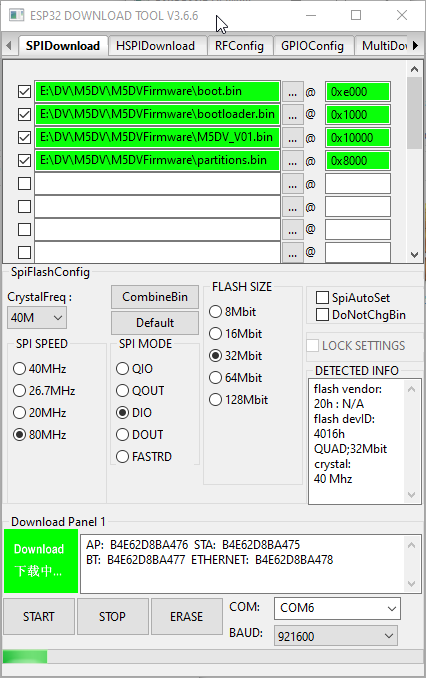 ESP32 DOWNLOAD TOOL V3.6.6
SPIDownload HSPIDownload RFConfig GPIOConfig MultiDow
E:\DV\M5DV\M5DVFirmware\boot.bin ... @ 0xe000
E:\DV\M5DV\M5DVFirmware\bootloader.bin ... @ 0x1000
E:\DV\M5DV\M5DVFirmware\M5DV_V01.bin ... @ 0x10000
E:\DV\M5DV\M5DVFirmware\partitions.bin ... @ 0x8000
... @
... @
... @
... @
SpiFlashConfig
CrystalFreq :
40M
CombineBin
Default
SPI SPEED
40MHz
26.7MHz
20MHz
80MHz
SPI MODE
QIO
QOUT
DIO
DOUT
FASTRD
FLASH SIZE
8Mbit
16Mbit
32Mbit
64Mbit
128Mbit
SpiAutoSet
DoNotChgBin
LOCK SETTINGS
DETECTED INFO
flash vendor:
20h : N/A
flash devID:
4016h
QUAD;32Mbit
crystal:
40 Mhz
Download Panel 1
Download
下载中...
AP: B4E62D8BA476 STA: B4E62D8BA475
BT: B4E62D8BA477 ETHERNET: B4E62D8BA478
START STOP ERASE
COM: COM6
BAUD: 921600